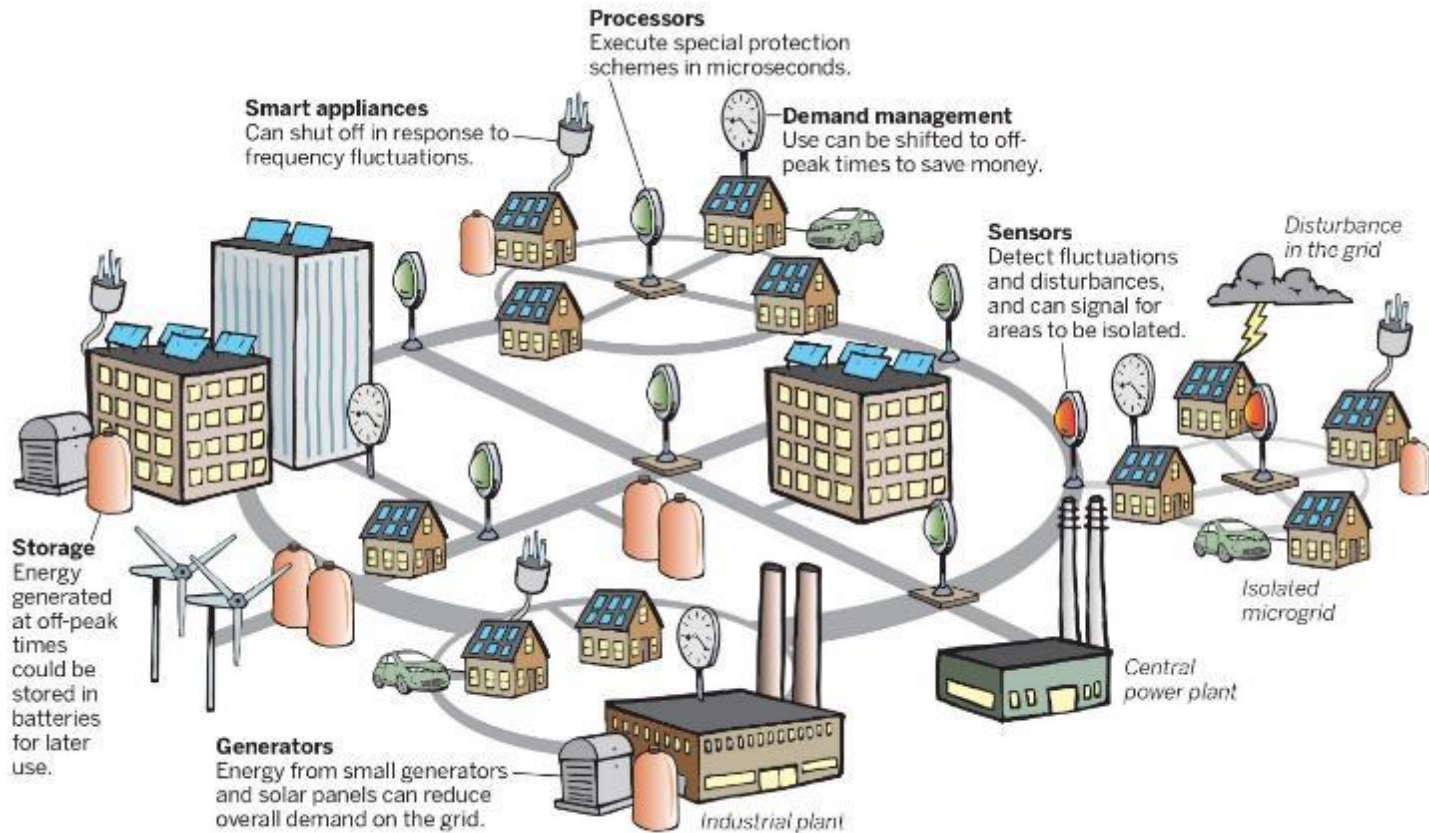 Processors
Execute special protection
schemes in microseconds.
Smart appliances
Can shut off in response to
frequency fluctuations.
Demand management
Use can be shifted to off-
peak times to save money.
Sensors
Detect fluctuations
and disturbances,
and can signal for
areas to be isolated.
Disturbance
in the grid
Storage
Energy
generated
at off-peak
times
could be
stored in
batteries
for later
use.
Isolated
microgrid
Central
power plant
Generators
Energy from small generators
and solar panels can reduce
overall demand on the grid.
Industrial plant